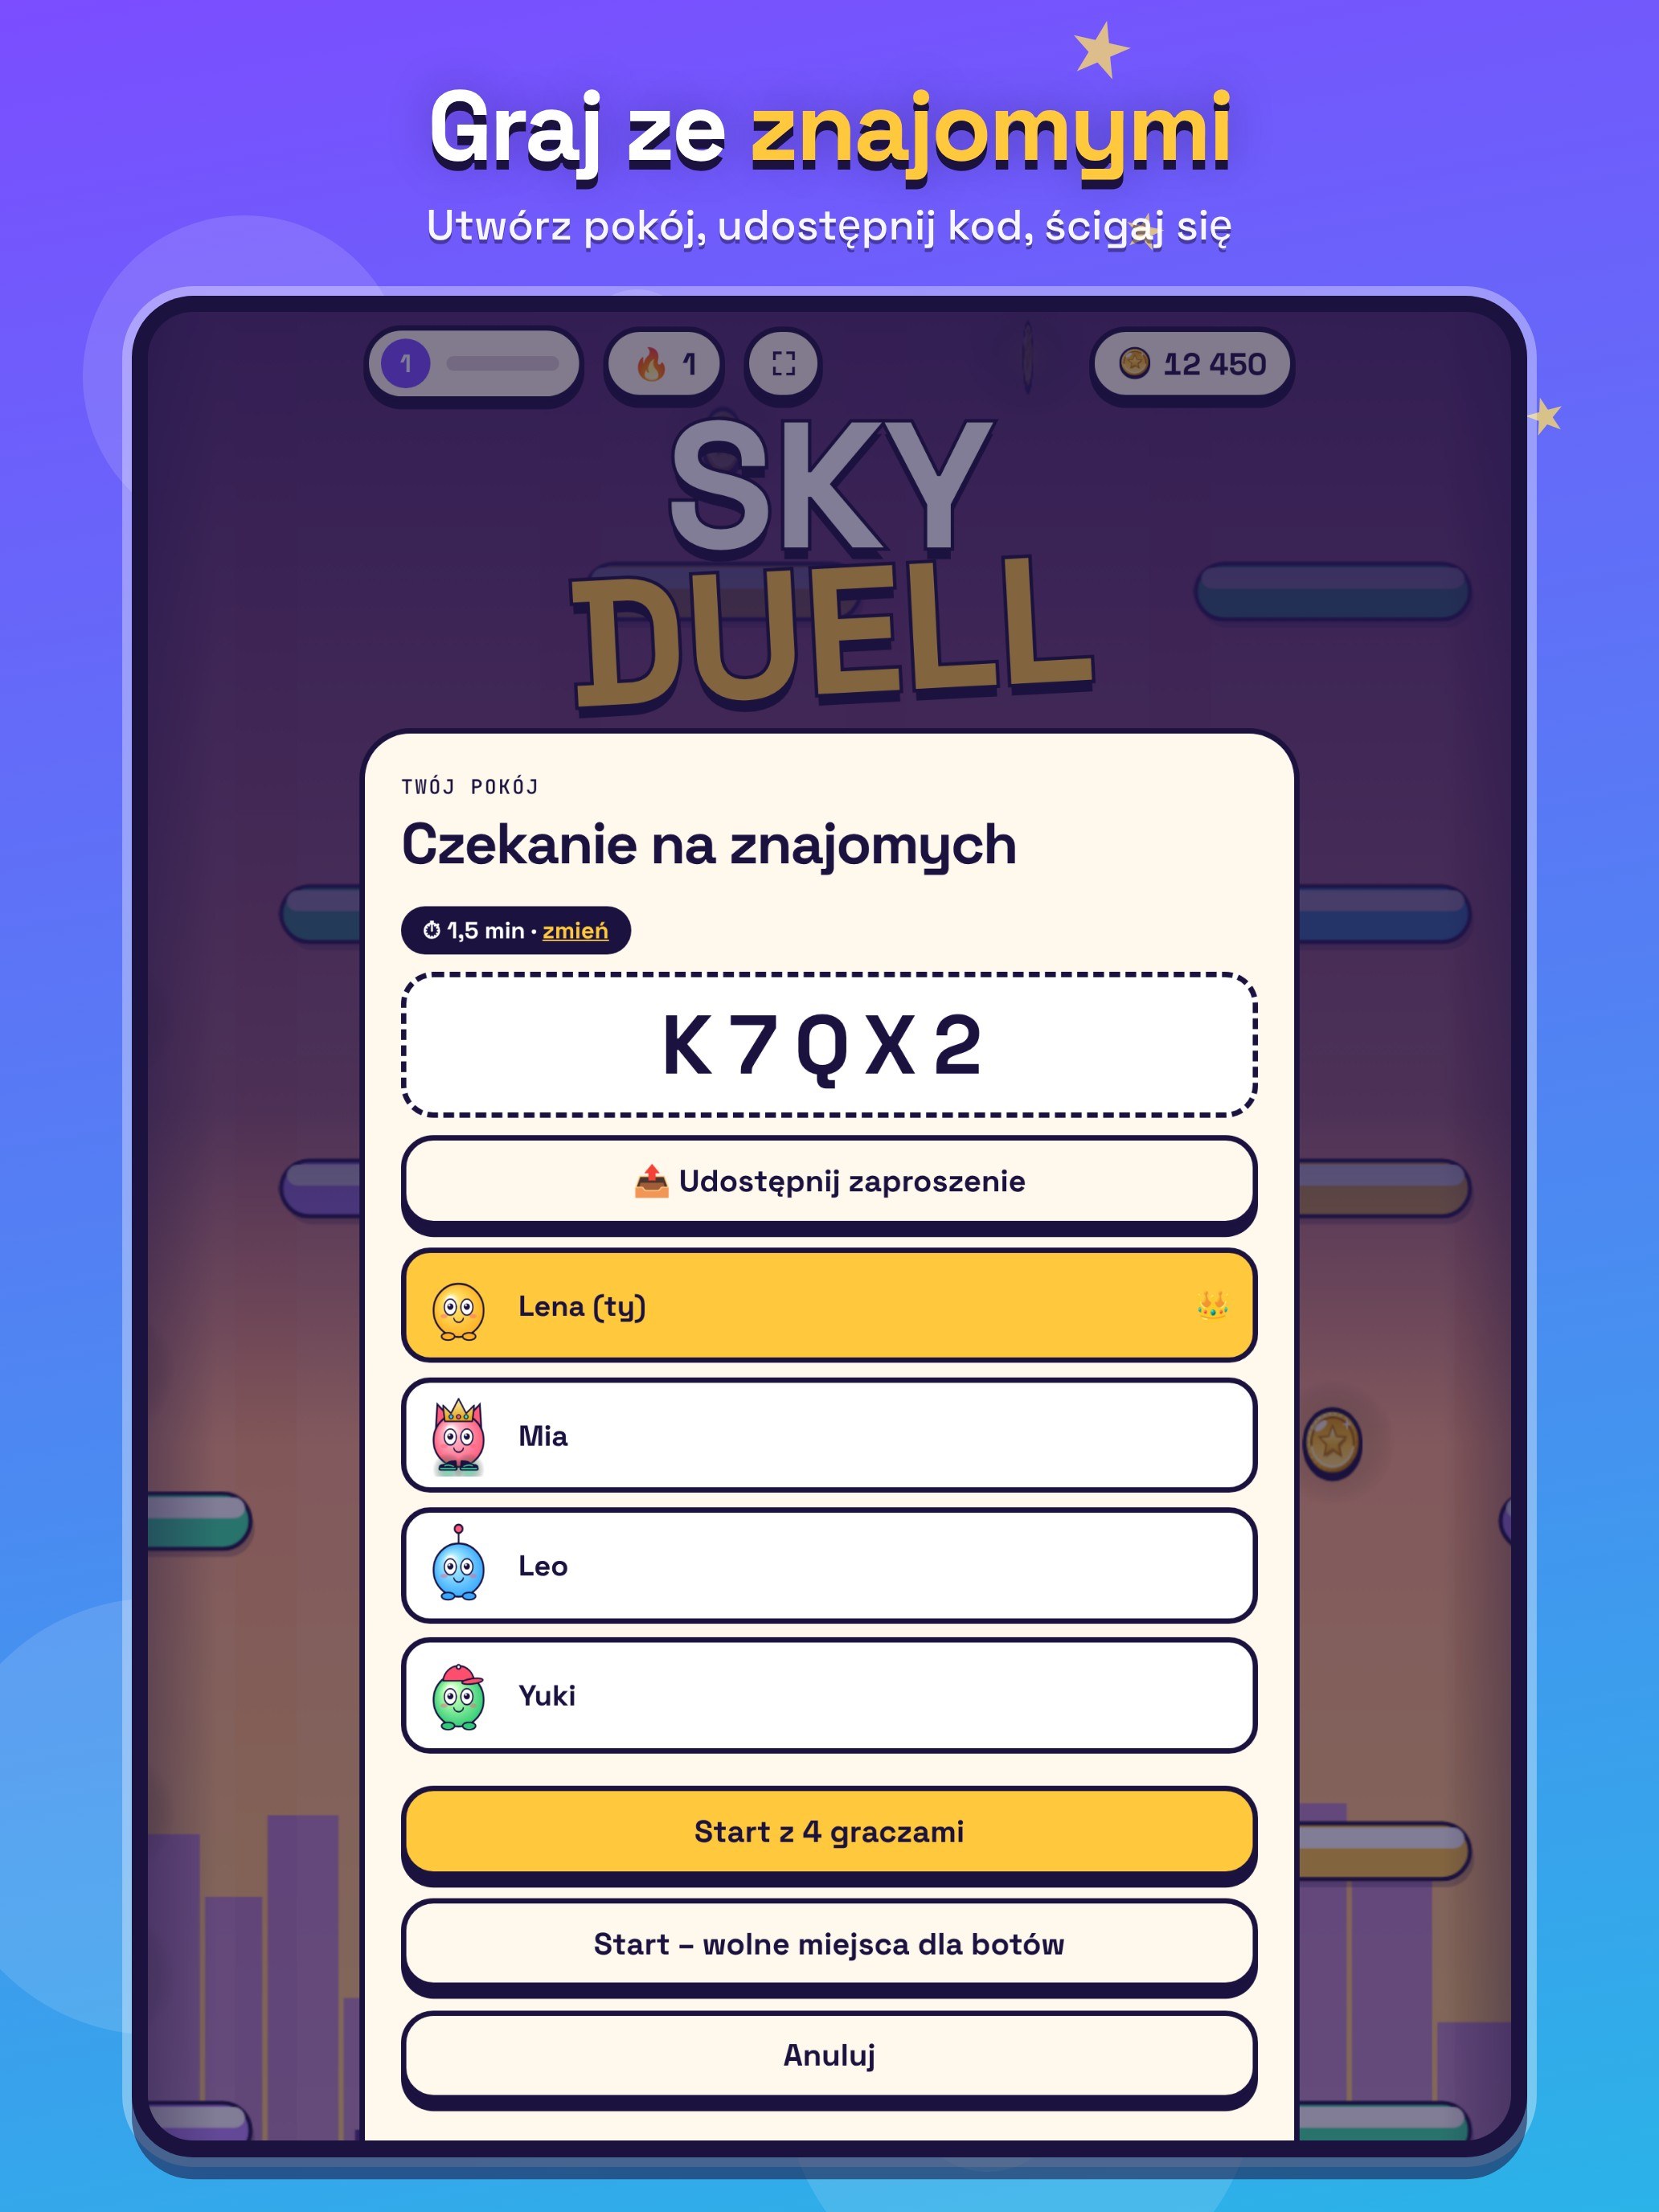 Graj ze znajomymi
Utwórz pokój, udostępnij kod, ścigaj się
1
🔥 1
12 450
SKY
DUELL
TWÓJ POKÓJ
Czekanie na znajomych
⏱ 1,5 min · zmień
K7QX2
📤 Udostępnij zaproszenie
Lena (ty) 👑
Mia
Leo
Yuki
Start z 4 graczami
Start – wolne miejsca dla botów
Anuluj